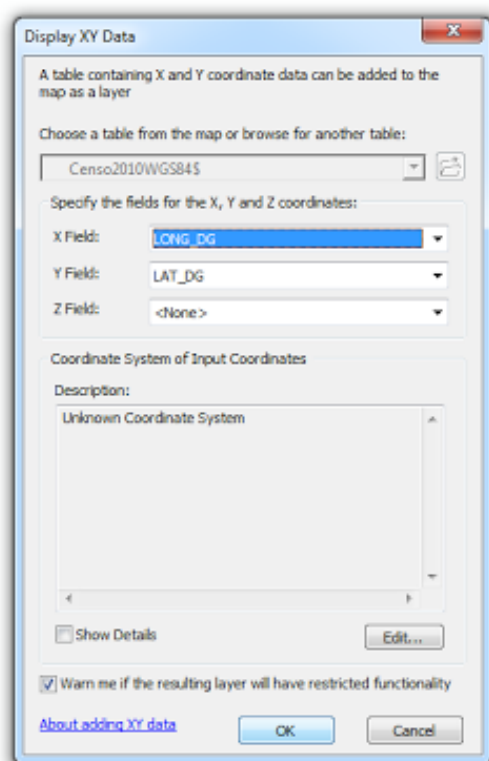 Display XY Data
A table containing X and Y coordinate data can be added to the
map as a layer
Choose a table from the map or browse for another table:
Censo2010WGS84$
Specify the fields for the X, Y and Z coordinates:
X Field: LONG_DG
Y Field: LAT_DG
Z Field: <None>
Coordinate System of Input Coordinates
Description:
Unknown Coordinate System
Show Details Edit...
Warn me if the resulting layer will have restricted functionality
About adding XY data OK Cancel